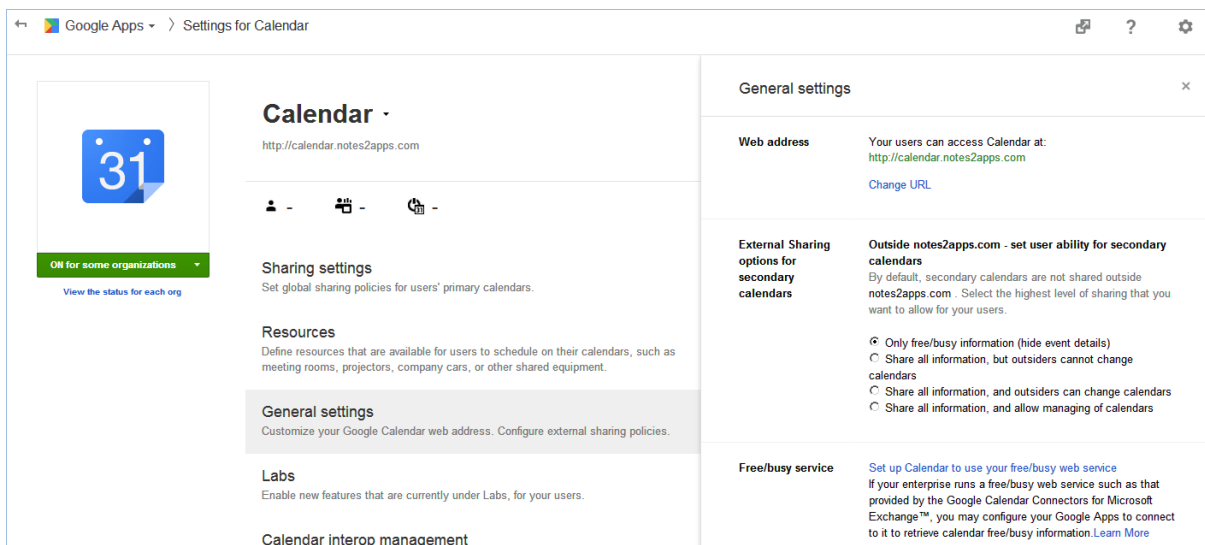 Google Apps > Settings for Calendar
?
31
ON for some organizations
View the status for each org
Calendar
http://calendar.notes2apps.com
- - -
31
Sharing settings
Set global sharing policies for users' primary calendars.
Resources
Define resources that are available for users to schedule on their calendars, such as
meeting rooms, projectors, company cars, or other shared equipment.
General settings
Customize your Google Calendar web address. Configure external sharing policies.
Labs
Enable new features that are currently under Labs, for your users.
Calendar interop management
General settings
×
Web address
Your users can access Calendar at:
http://calendar.notes2apps.com
Change URL
External Sharing
options for
secondary
calendars
Outside notes2apps.com - set user ability for secondary
calendars
By default, secondary calendars are not shared outside
notes2apps.com . Select the highest level of sharing that you
want to allow for your users.
Only free/busy information (hide event details)
Share all information, but outsiders cannot change
calendars
Share all information, and outsiders can change calendars
Share all information, and allow managing of calendars
Free/busy service
Set up Calendar to use your free/busy web service
If your enterprise runs a free/busy web service such as that
provided by the Google Calendar Connectors for Microsoft
Exchange™, you may configure your Google Apps to connect
to it to retrieve calendar free/busy information.Learn More